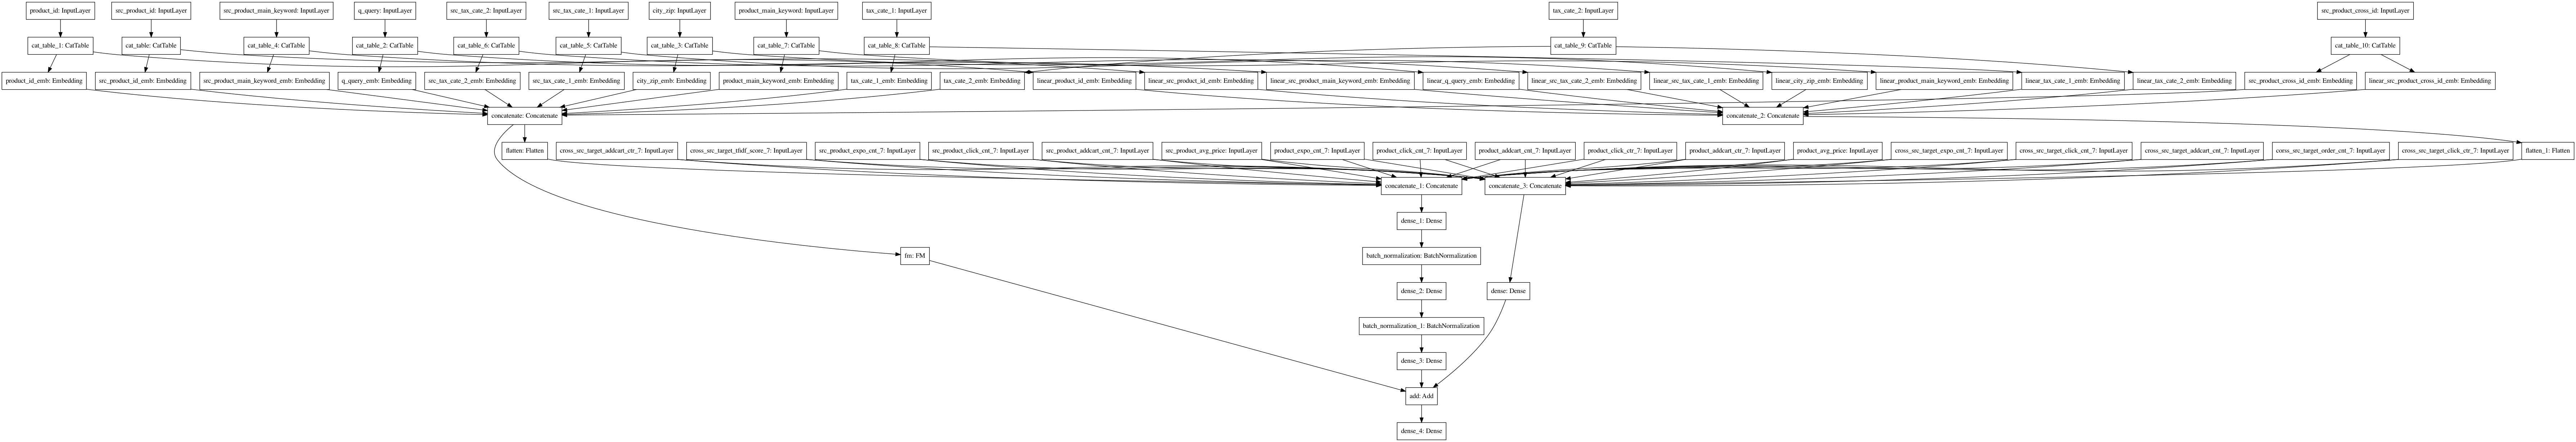 product_id: InputLayer
src_product_id: InputLayer
src_product_main_keyword: InputLayer
q_query: InputLayer
src_tax_cate_2: InputLayer
src_tax_cate_1: InputLayer
city_zip: InputLayer
product_main_keyword: InputLayer
tax_cate_1: InputLayer
tax_cate_2: InputLayer
src_product_cross_id: InputLayer
cat_table_1: CatTable
cat_table: CatTable
cat_table_4: CatTable
cat_table_2: CatTable
cat_table_6: CatTable
cat_table_5: CatTable
cat_table_3: CatTable
cat_table_7: CatTable
cat_table_8: CatTable
cat_table_9: CatTable
cat_table_10: CatTable
product_id_emb: Embedding
src_product_id_emb: Embedding
src_product_main_keyword_emb: Embedding
q_query_emb: Embedding
src_tax_cate_2_emb: Embedding
src_tax_cate_1_emb: Embedding
city_zip_emb: Embedding
product_main_keyword_emb: Embedding
tax_cate_1_emb: Embedding
tax_cate_2_emb: Embedding
linear_product_id_emb: Embedding
linear_src_product_id_emb: Embedding
linear_src_product_main_keyword_emb: Embedding
linear_q_query_emb: Embedding
linear_src_tax_cate_2_emb: Embedding
linear_src_tax_cate_1_emb: Embedding
linear_city_zip_emb: Embedding
linear_product_main_keyword_emb: Embedding
linear_tax_cate_1_emb: Embedding
linear_tax_cate_2_emb: Embedding
src_product_cross_id_emb: Embedding
linear_src_product_cross_id_emb: Embedding
concatenate: Concatenate
concatenate_2: Concatenate
flatten: Flatten
cross_src_target_addcart_ctr_7: InputLayer
cross_src_target_tfidf_score_7: InputLayer
src_product_expo_cnt_7: InputLayer
src_product_click_cnt_7: InputLayer
src_product_addcart_cnt_7: InputLayer
src_product_avg_price: InputLayer
product_expo_cnt_7: InputLayer
product_click_cnt_7: InputLayer
product_addcart_cnt_7: InputLayer
product_click_ctr_7: InputLayer
product_addcart_ctr_7: InputLayer
product_avg_price: InputLayer
cross_src_target_expo_cnt_7: InputLayer
cross_src_target_click_cnt_7: InputLayer
cross_src_target_addcart_cnt_7: InputLayer
corss_src_target_order_cnt_7: InputLayer
cross_src_target_click_ctr_7: InputLayer
flatten_1: Flatten
concatenate_1: Concatenate
concatenate_3: Concatenate
dense_1: Dense
fm: FM
batch_normalization: BatchNormalization
dense_2: Dense
dense: Dense
batch_normalization_1: BatchNormalization
dense_3: Dense
add: Add
dense_4: Dense